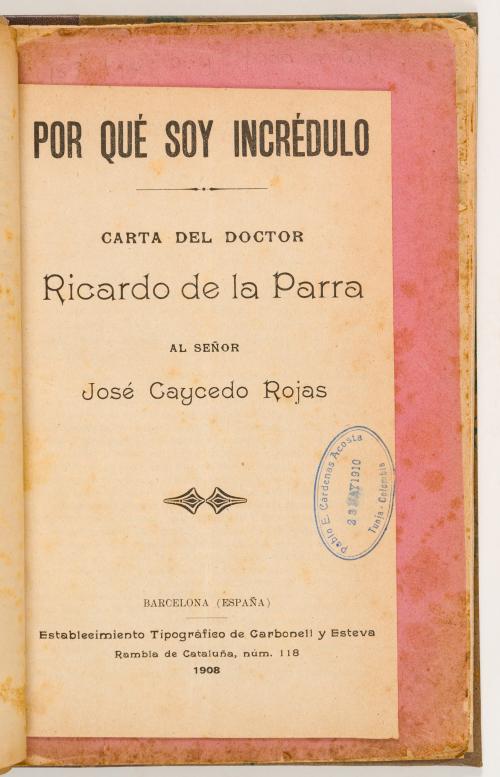 POR QUÉ SOY INCRÉDULO
CARTA DEL DOCTOR
Ricardo de la Parra
AL SEÑOR
José Caycedo Rojas
Pablo E. Cárdenas Acosta
23 MAY 1910
Tunja - Colombia
BARCELONA (ESPAÑA)
Establecimiento Tipográfico de Carbonell y Esteva
Rambla de Cataluña, núm. 118
1908